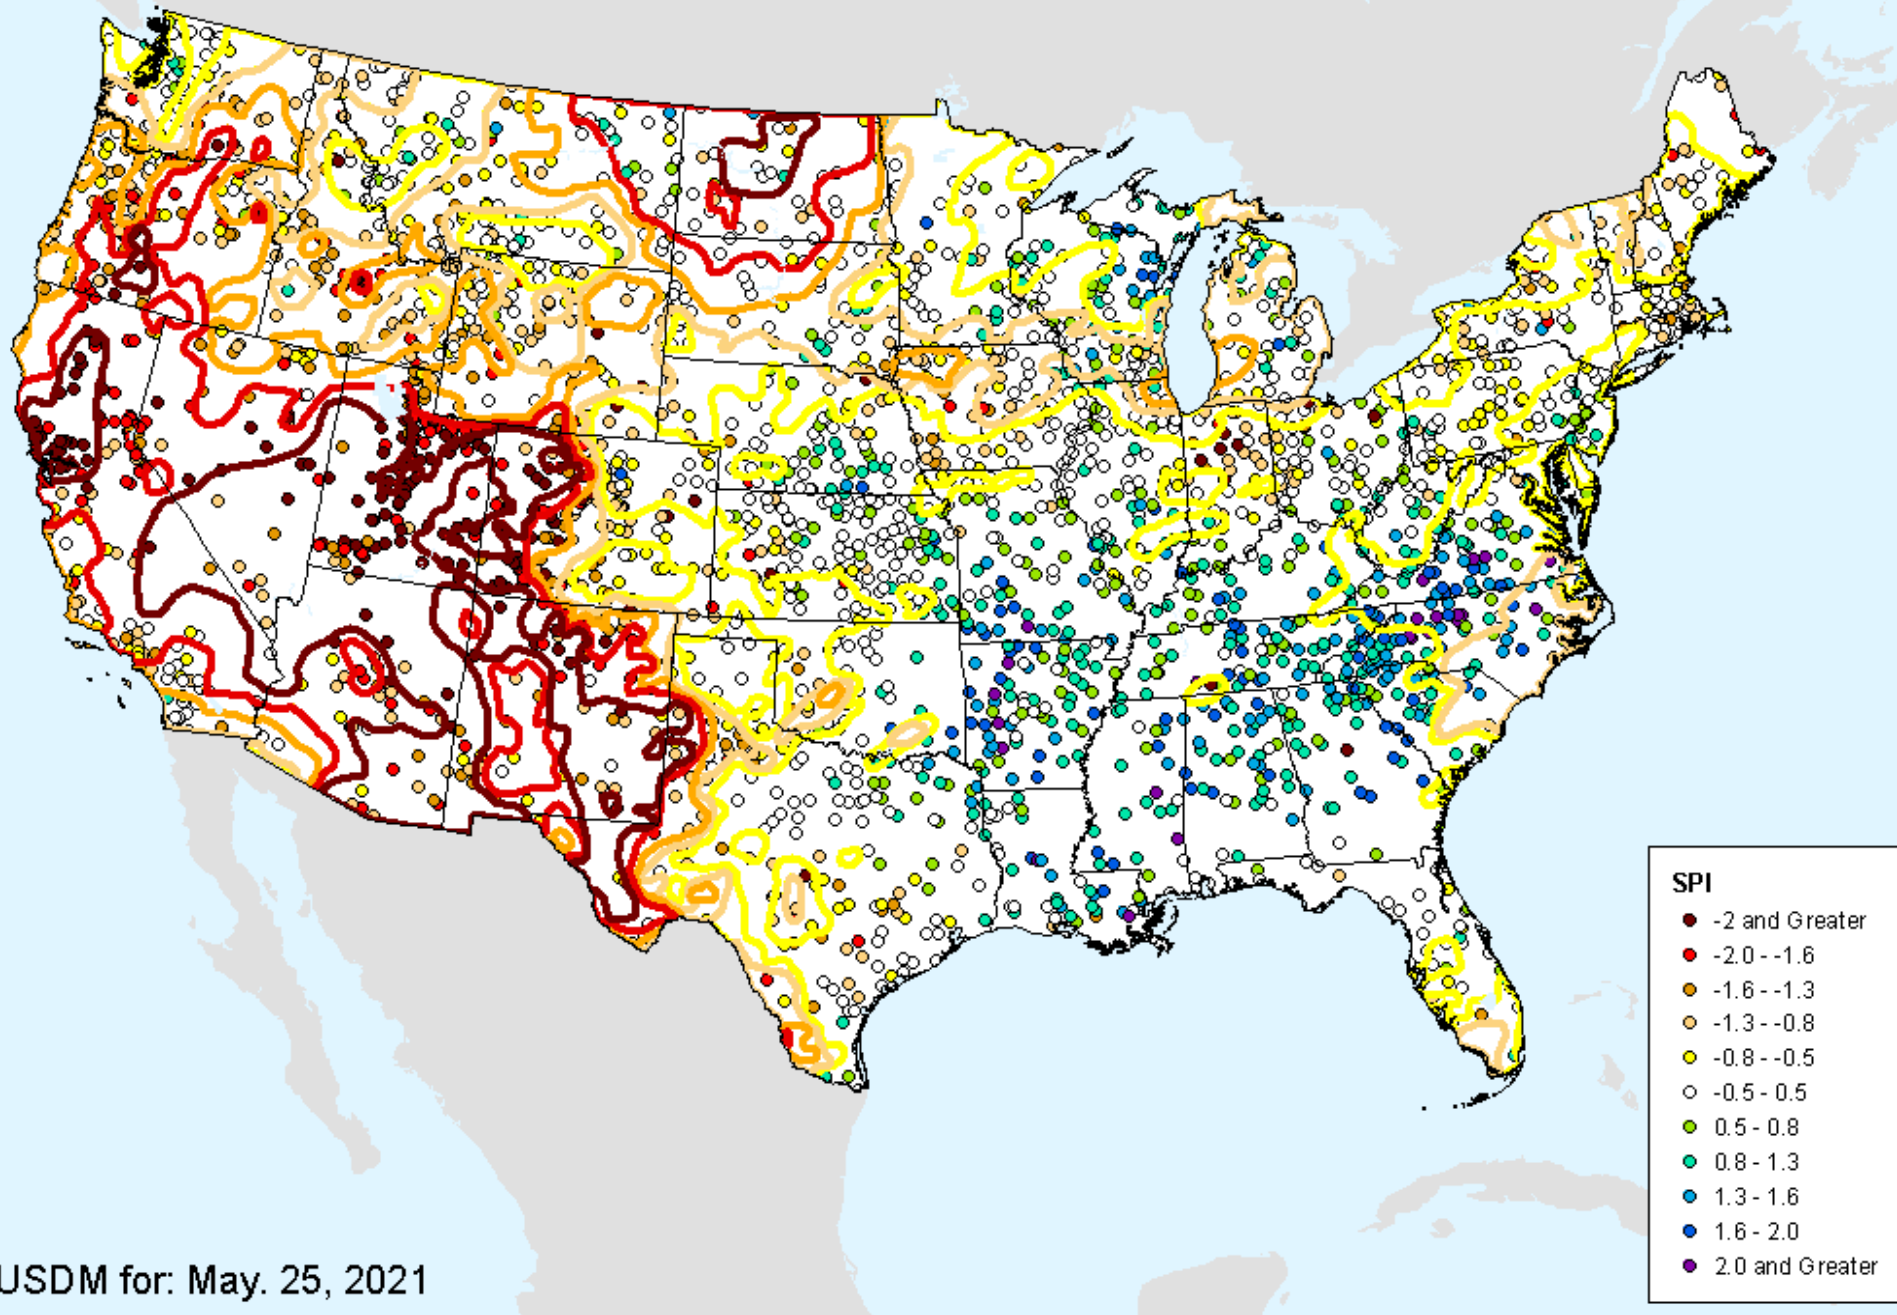 SPI
-2 and Greater
-2.0 - -1.6
-1.6 - -1.3
-1.3 - -0.8
-0.8 - -0.5
-0.5 - 0.5
0.5 - 0.8
0.8 - 1.3
1.3 - 1.6
1.6 - 2.0
2.0 and Greater
USDM for: May. 25, 2021